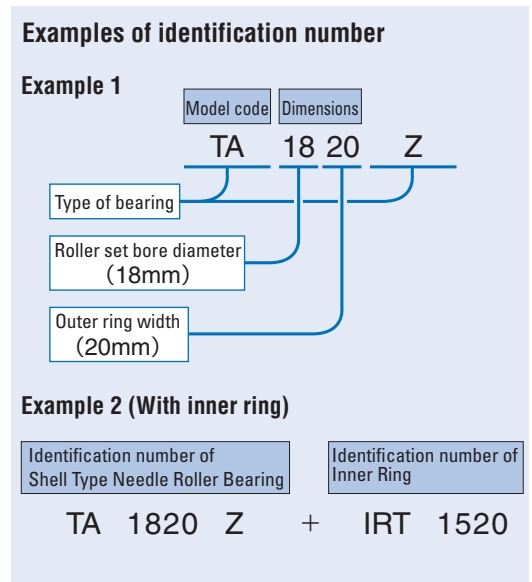 Examples of identification number
Example 1
Model code Dimensions
TA 18 20 Z
Type of bearing
Roller set bore diameter
（18mm）
Outer ring width
（20mm）
Example 2 (With inner ring)
Identification number of
Shell Type Needle Roller Bearing
Identification number of
Inner Ring
TA 1820 Z + IRT 1520